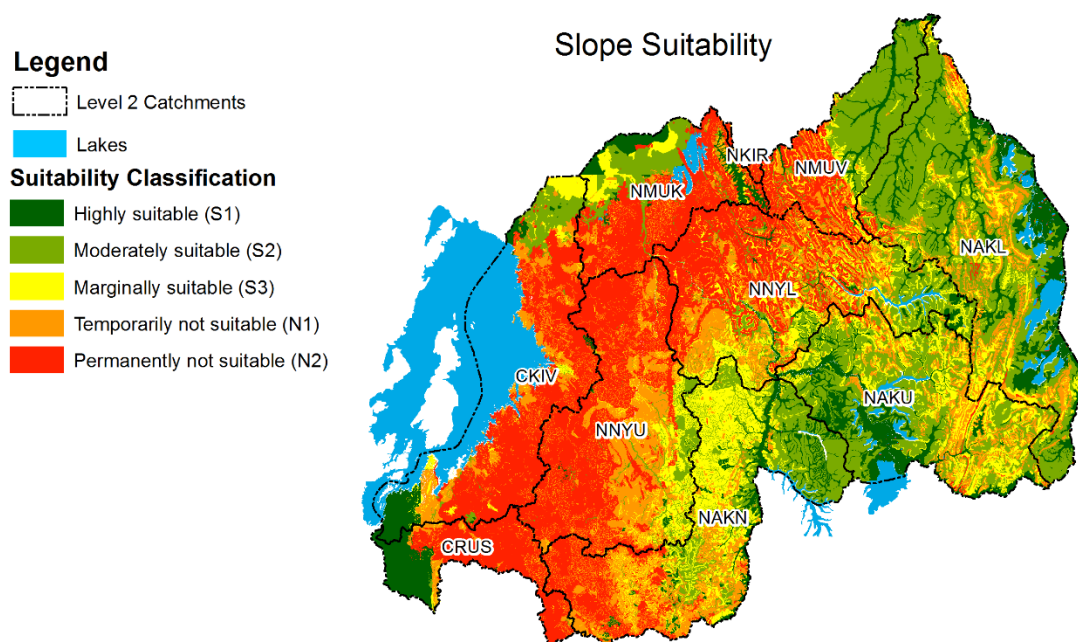 Slope Suitability
Legend
Level 2 Catchments
Lakes
Suitability Classification
Highly suitable (S1)
Moderately suitable (S2)
Marginally suitable (S3)
Temporarily not suitable (N1)
Permanently not suitable (N2)
NKIR
NMUV
NMUK
NAKL
NNYL
CKIV
NAKU
NNYU
NAKN
CRUS